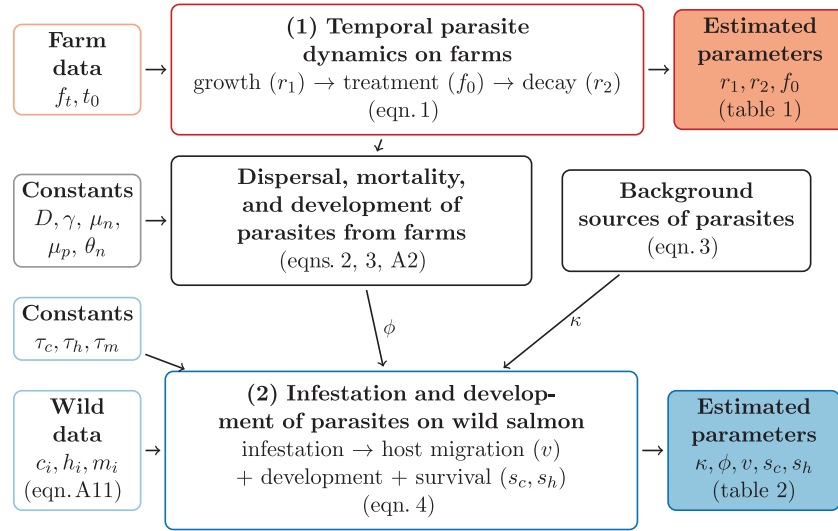 Farm
data
f_t, t_0
(1) Temporal parasite
dynamics on farms
growth (r_1) → treatment (f_0) → decay (r_2)
(eqn. 1)
Estimated
parameters
r_1, r_2, f_0
(table 1)
Constants
D, γ, μ_n,
μ_p, θ_n
Dispersal, mortality,
and development of
parasites from farms
(eqns. 2, 3, A2)
Background
sources of parasites
(eqn. 3)
ϕ
κ
Constants
τ_c, τ_h, τ_m
Wild
data
c_i, h_i, m_i
(eqn. A11)
(2) Infestation and develop-
ment of parasites on wild salmon
infestation → host migration (v)
+ development + survival (s_c, s_h)
(eqn. 4)
Estimated
parameters
κ, ϕ, v, s_c, s_h
(table 2)